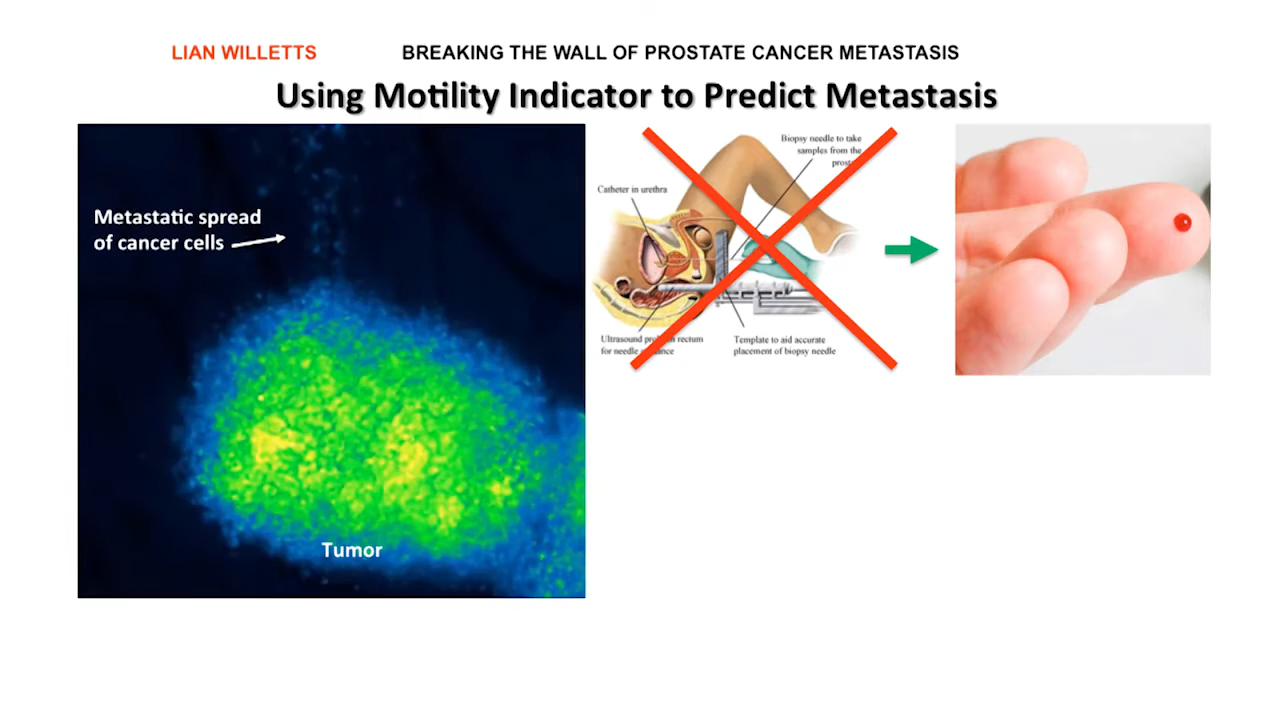 LIAN WILLETTS
BREAKING THE WALL OF PROSTATE CANCER METASTASIS
Using Motility Indicator to Predict Metastasis
Metastatic spread
of cancer cells
Tumor
Biopsy needle to take
samples from the
Catheter in urethra
Ultrasound rectum
for needle
Template to aid accurate
placement of biopsy needle